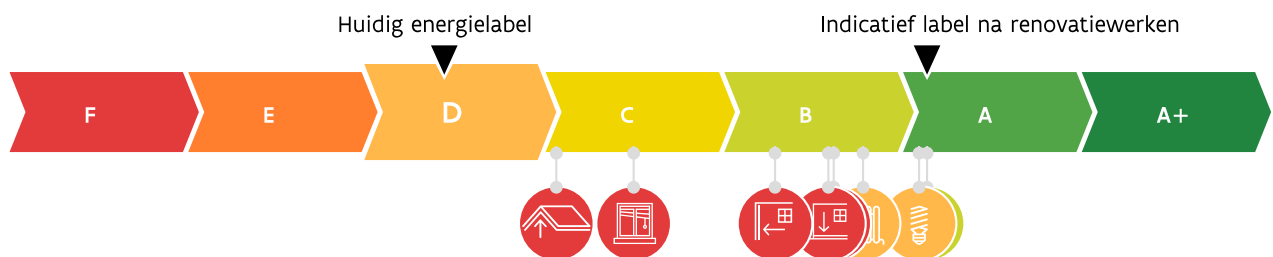 Huidig energielabel
Indicatief label na renovatiewerken
F
E
D
C
B
A
A+